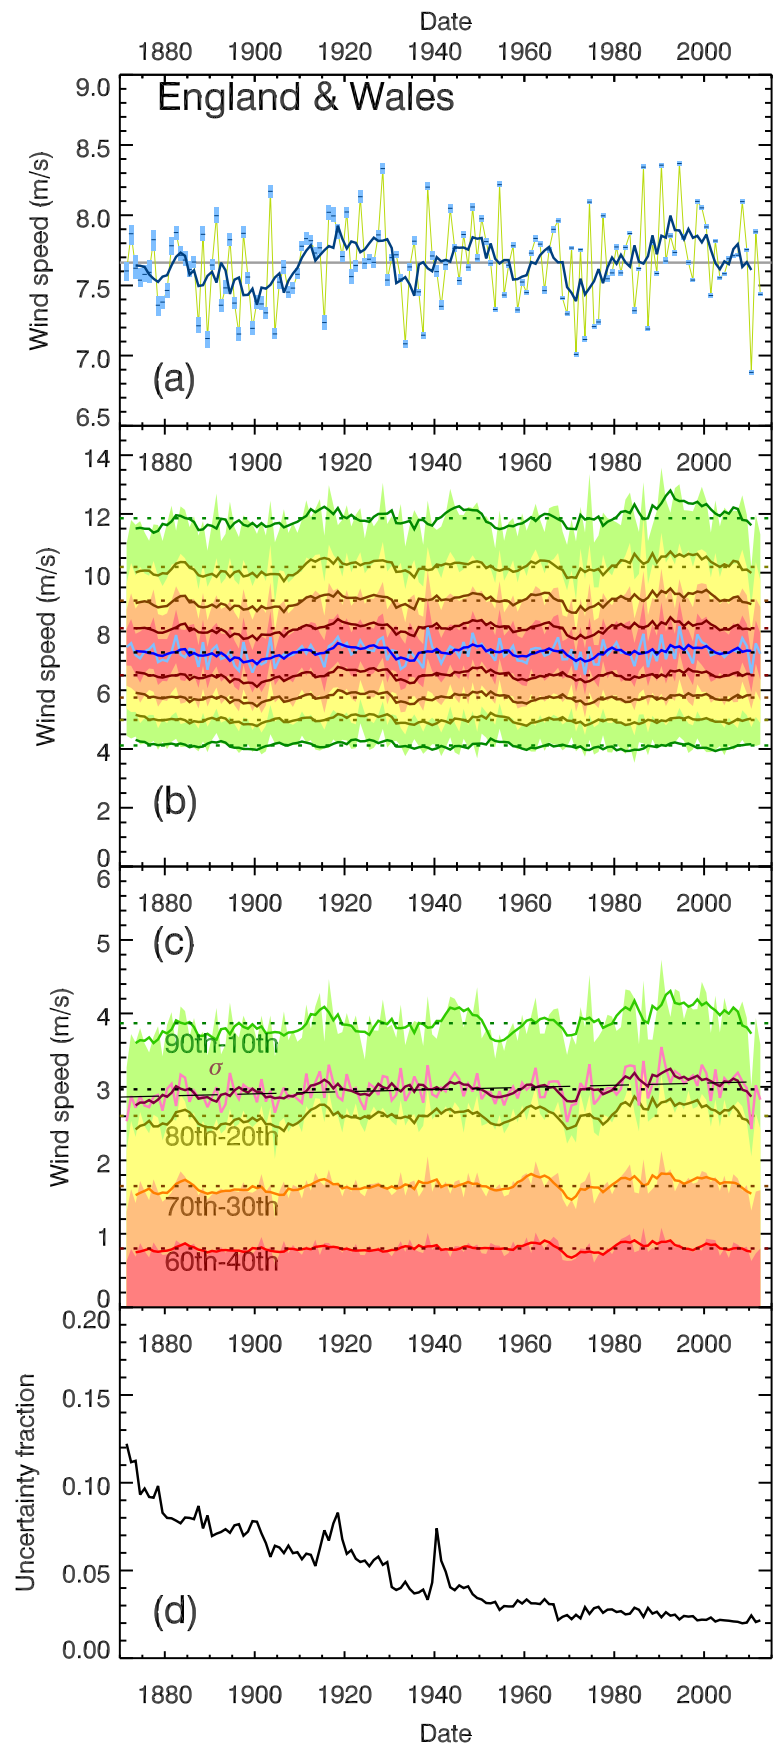 Date
1880 1900 1920 1940 1960 1980 2000
England & Wales
9.0
8.5
8.0
7.5
7.0
6.5
Wind speed (m/s)
(a)
1880 1900 1920 1940 1960 1980 2000
14
12
10
8
6
4
2
0
Wind speed (m/s)
(b)
6
1880 1900 1920 1940 1960 1980 2000
(c)
5
4
3
2
1
0
Wind speed (m/s)
90th-10th
σ
80th-20th
70th-30th
60th-40th
0.20
1880 1900 1920 1940 1960 1980 2000
0.15
0.10
0.05
0.00
Uncertainty fraction
(d)
1880 1900 1920 1940 1960 1980 2000
Date